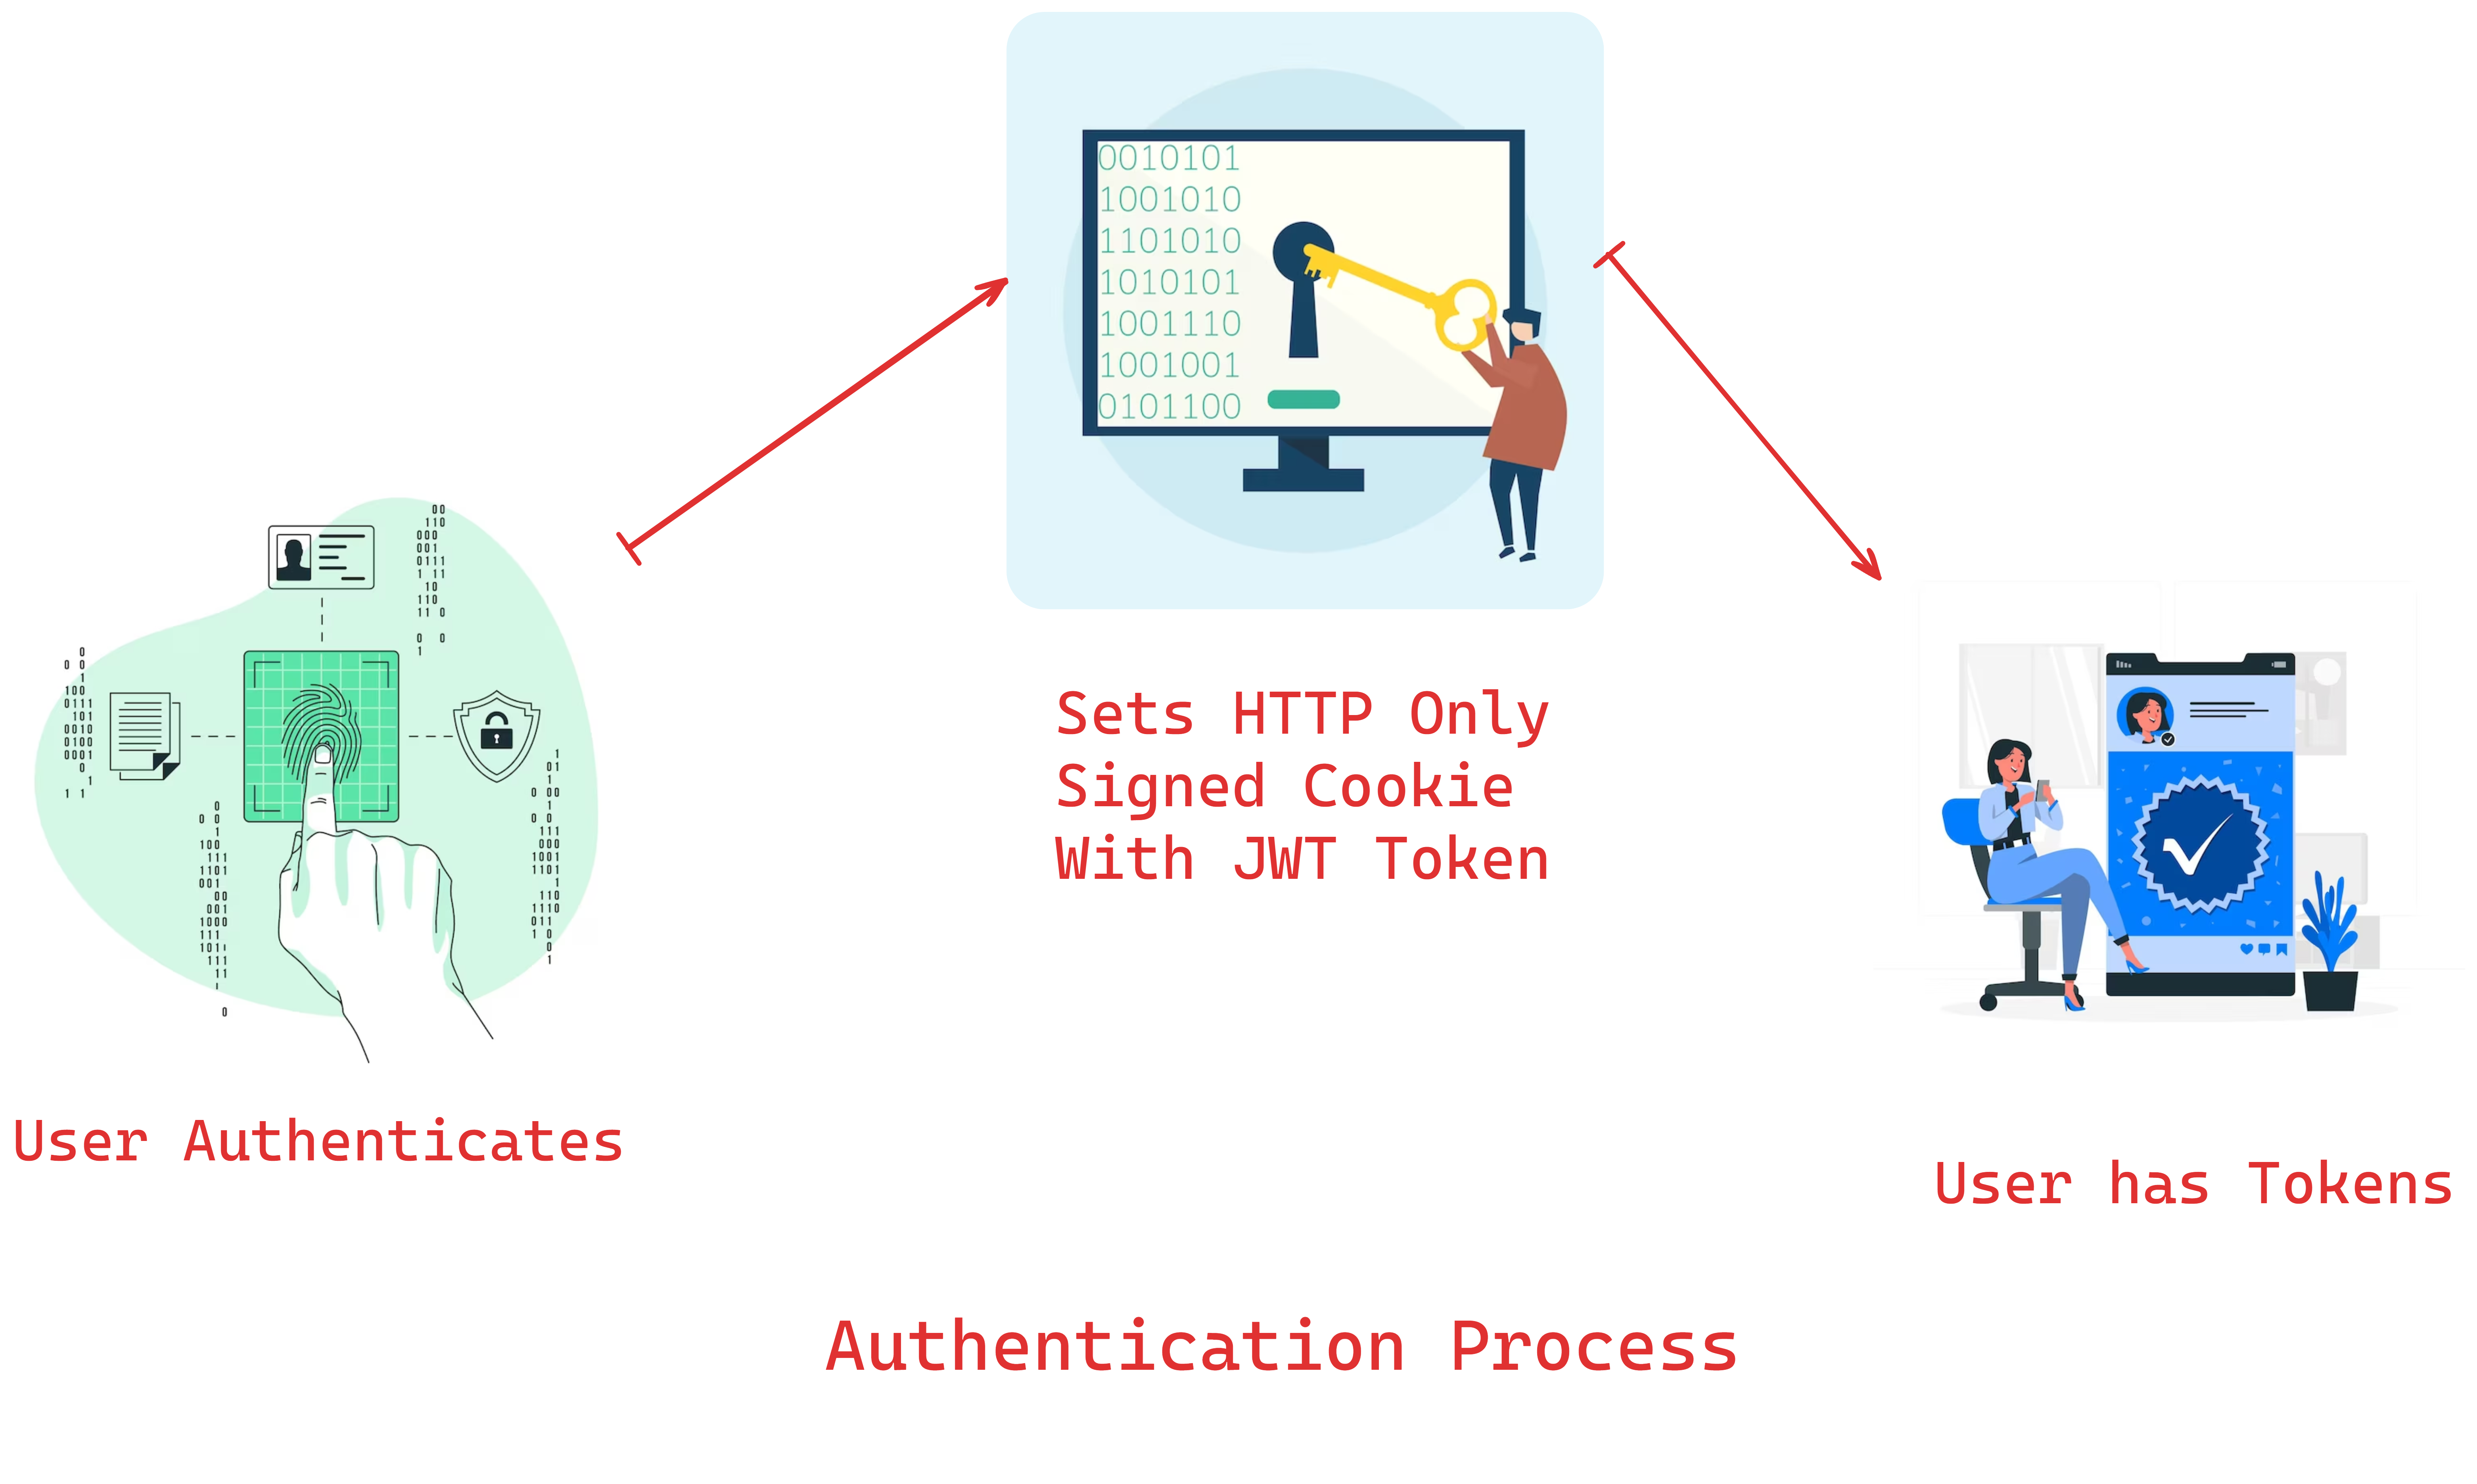 0010101
1001010
1101010
1010101
1001110
1001001
0101100
Sets HTTP Only
Signed Cookie
With JWT Token
User Authenticates
User has Tokens
Authentication Process